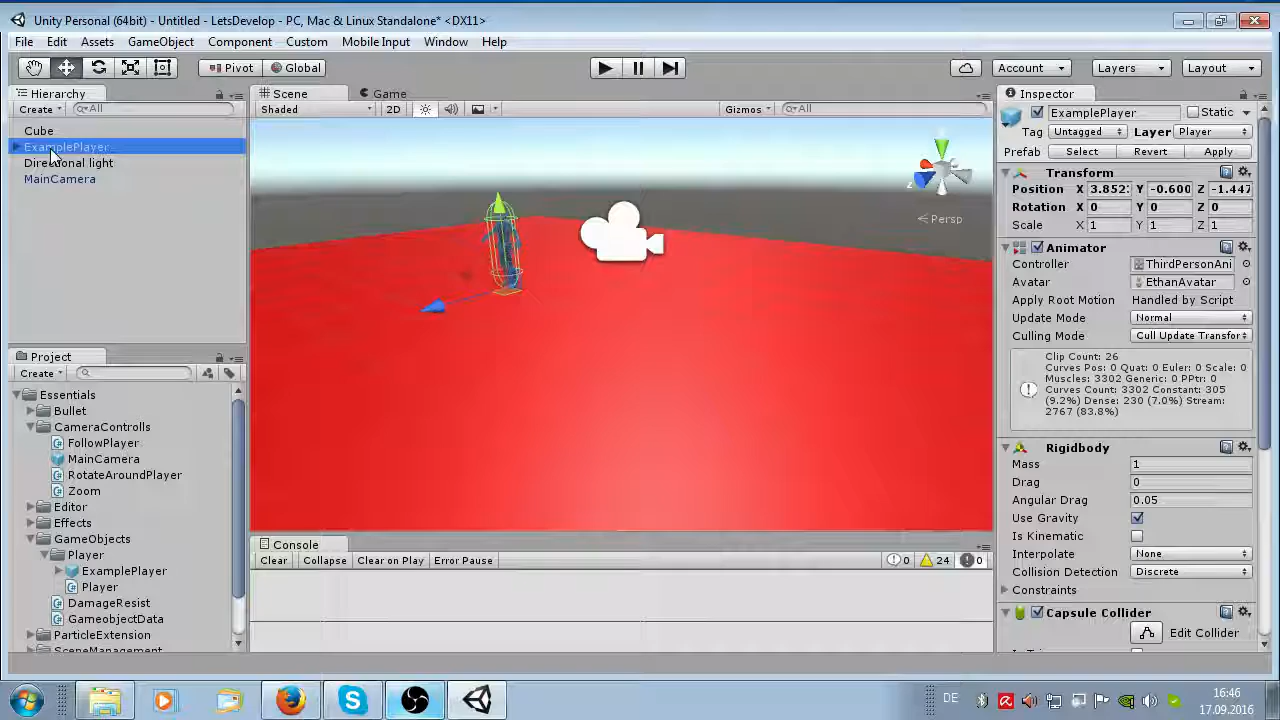 Unity Personal (64bit) - Untitled - LetsDevelop - PC, Mac & Linux Standalone* <DX11>
File Edit Assets GameObject Component Custom Mobile Input Window Help
Pivot Global Account Layers Layout
Hierarchy
Create All
Cube
ExamplePlayer
Directional light
MainCamera
Project
Create
Essentials
Bullet
CameraControlls
FollowPlayer
MainCamera
RotateAroundPlayer
Zoom
Editor
Effects
GameObjects
Player
ExamplePlayer
Player
DamageResist
GameobjectData
ParticleExtension
SceneManagement
Scene Game
Shaded 2D Gizmos All
z
Persp
Console
Clear Collapse Clear on Play Error Pause 0 24 0
Inspector
ExamplePlayer Static
Tag Untagged Layer Player
Prefab Select Revert Apply
Transform
Position X 3.852 Y -0.600 Z -1.447
Rotation X 0 Y 0 Z 0
Scale X 1 Y 1 Z 1
Animator
Controller ThirdPersonAni
Avatar EthanAvatar
Apply Root Motion Handled by Script
Update Mode Normal
Culling Mode Cull Update Transfor
Clip Count: 26
Curves Pos: 0 Quat: 0 Euler: 0 Scale: 0
Muscles: 3302 Generic: 0 PPtr: 0
Curves Count: 3302 Constant: 305
(9.2%) Dense: 230 (7.0%) Stream:
2767 (83.8%)
Rigidbody
Mass 1
Drag 0
Angular Drag 0.05
Use Gravity
Is Kinematic
Interpolate None
Collision Detection Discrete
Constraints
Capsule Collider
Edit Collider
DE
16:46
17.09.2016